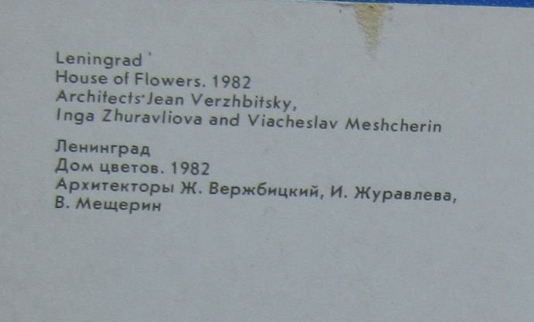 Leningrad
House of Flowers. 1982
Architects Jean Verzhbitsky,
Inga Zhuravliova and Viacheslav Meshcherin
Ленинград
Дом цветов. 1982
Архитекторы Ж. Вержбицкий, И. Журавлева,
В. Мещерин